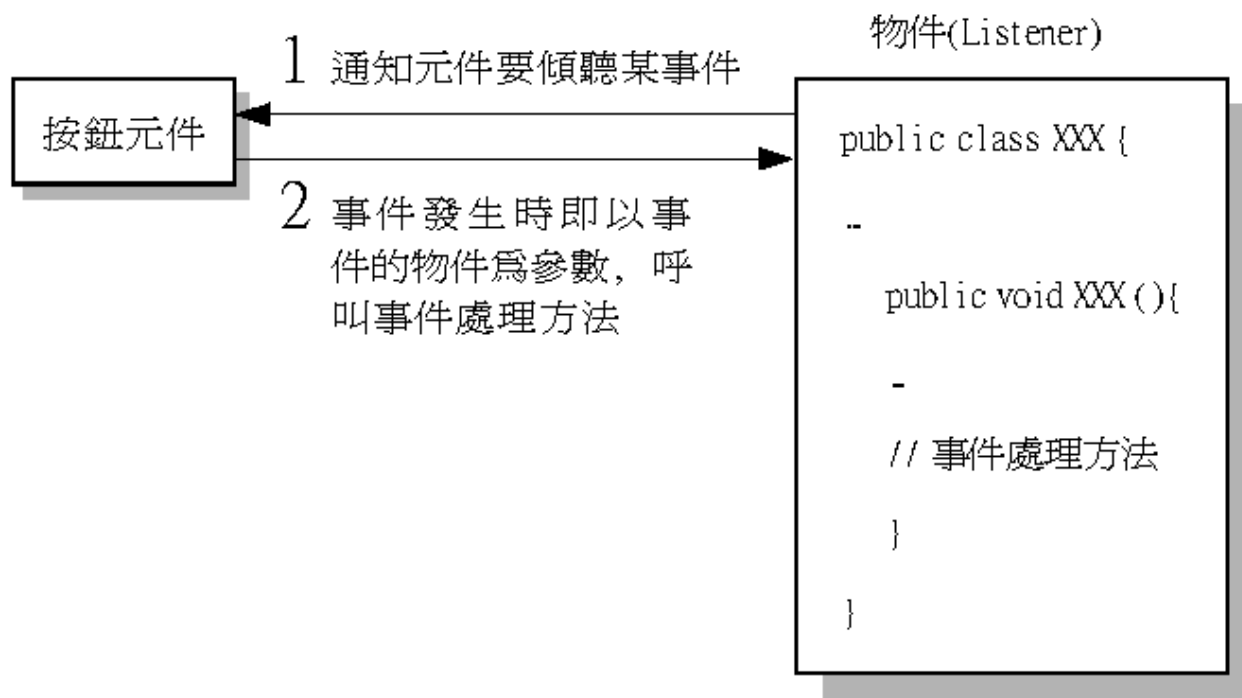 物件(Listener)
1 通知元件要傾聽某事件
按鈕元件
2 事件發生時即以事
件的物件爲參數，呼
叫事件處理方法
public class XXX {
…
public void XXX(){
…
// 事件處理方法
}
}